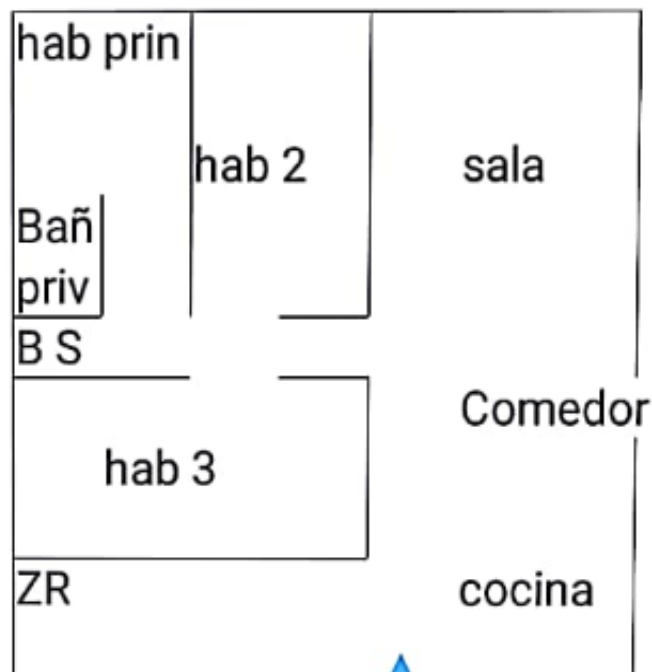 hab prin
hab 2
sala
Bañ
priv
B S
Comedor
hab 3
ZR
cocina